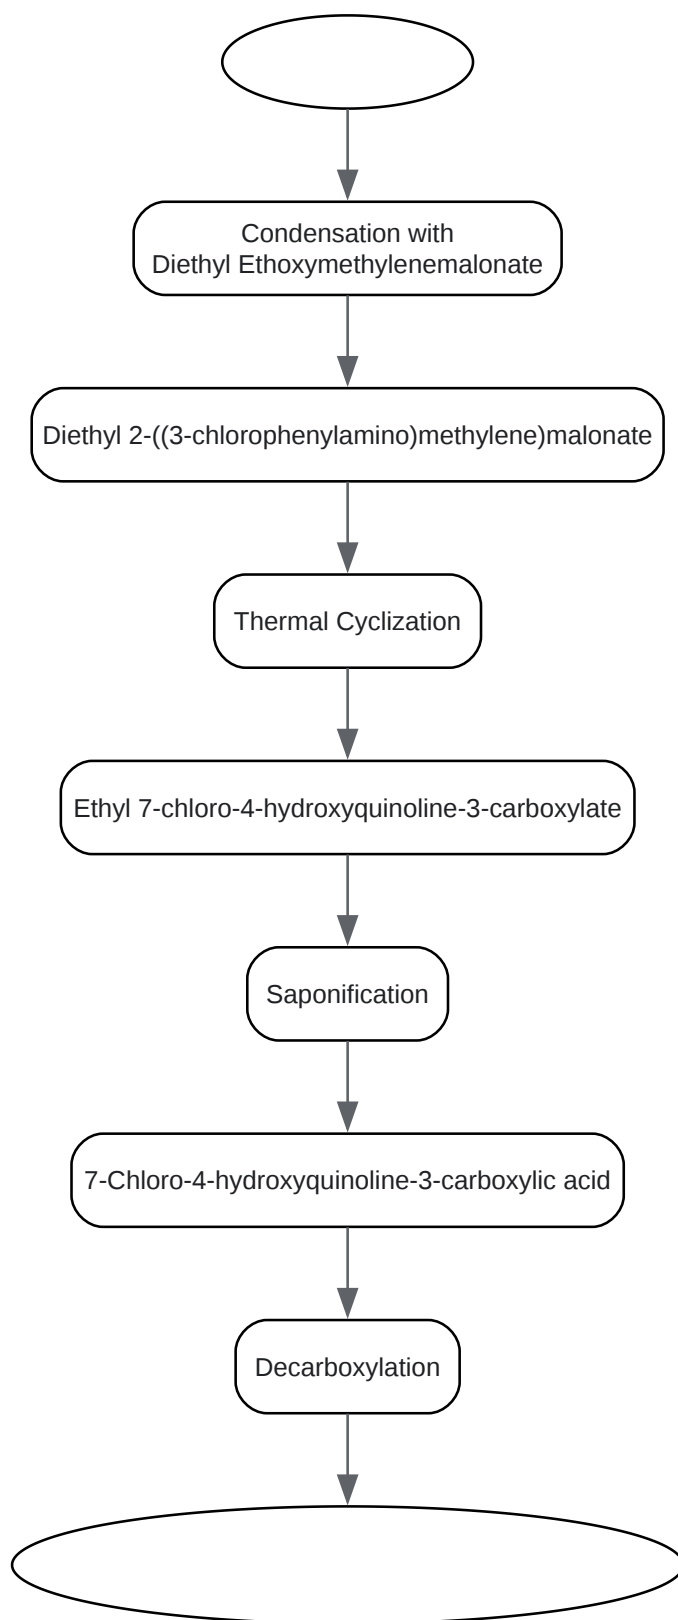 Condensation with
Diethyl Ethoxymethylenemalonate
Diethyl 2-((3-chlorophenylamino)methylene)malonate
Thermal Cyclization
Ethyl 7-chloro-4-hydroxyquinoline-3-carboxylate
Saponification
7-Chloro-4-hydroxyquinoline-3-carboxylic acid
Decarboxylation